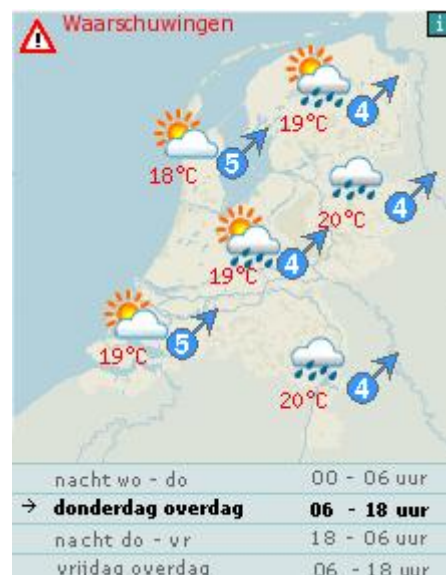 Waarschuwingen i
19°C 4
18°C 5
20°C 4
19°C 4
19°C 5
20°C 4
nacht wo - do 00 - 06 uur
→ donderdag overdag 06 - 18 uur
nacht do - vr 18 - 06 uur
vrijdag overdag 06 - 18 uur